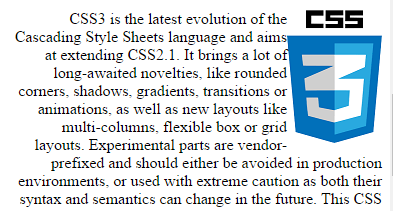 CSS3 is the latest evolution of the
Cascading Style Sheets language and aims
at extending CSS2.1. It brings a lot of
long-awaited novelties, like rounded
corners, shadows, gradients, transitions or
animations, as well as new layouts like
multi-columns, flexible box or grid
layouts. Experimental parts are vendor-
prefixed and should either be avoided in production
environments, or used with extreme caution as both their
syntax and semantics can change in the future. This CSS
CSS
3